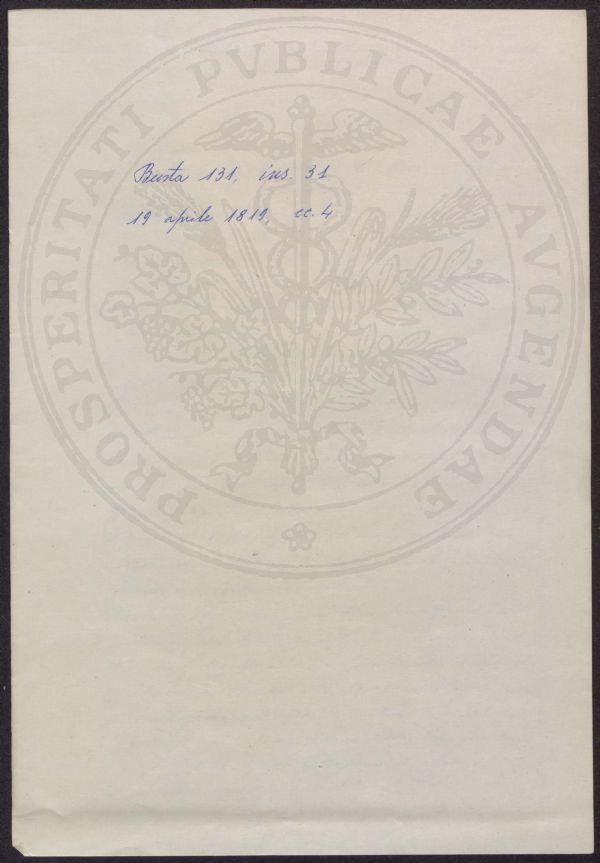 PROSPERITATI PVBLICAE AVGENDAE
Busta 131, ins. 31
19 aprile 1819, cc. 4